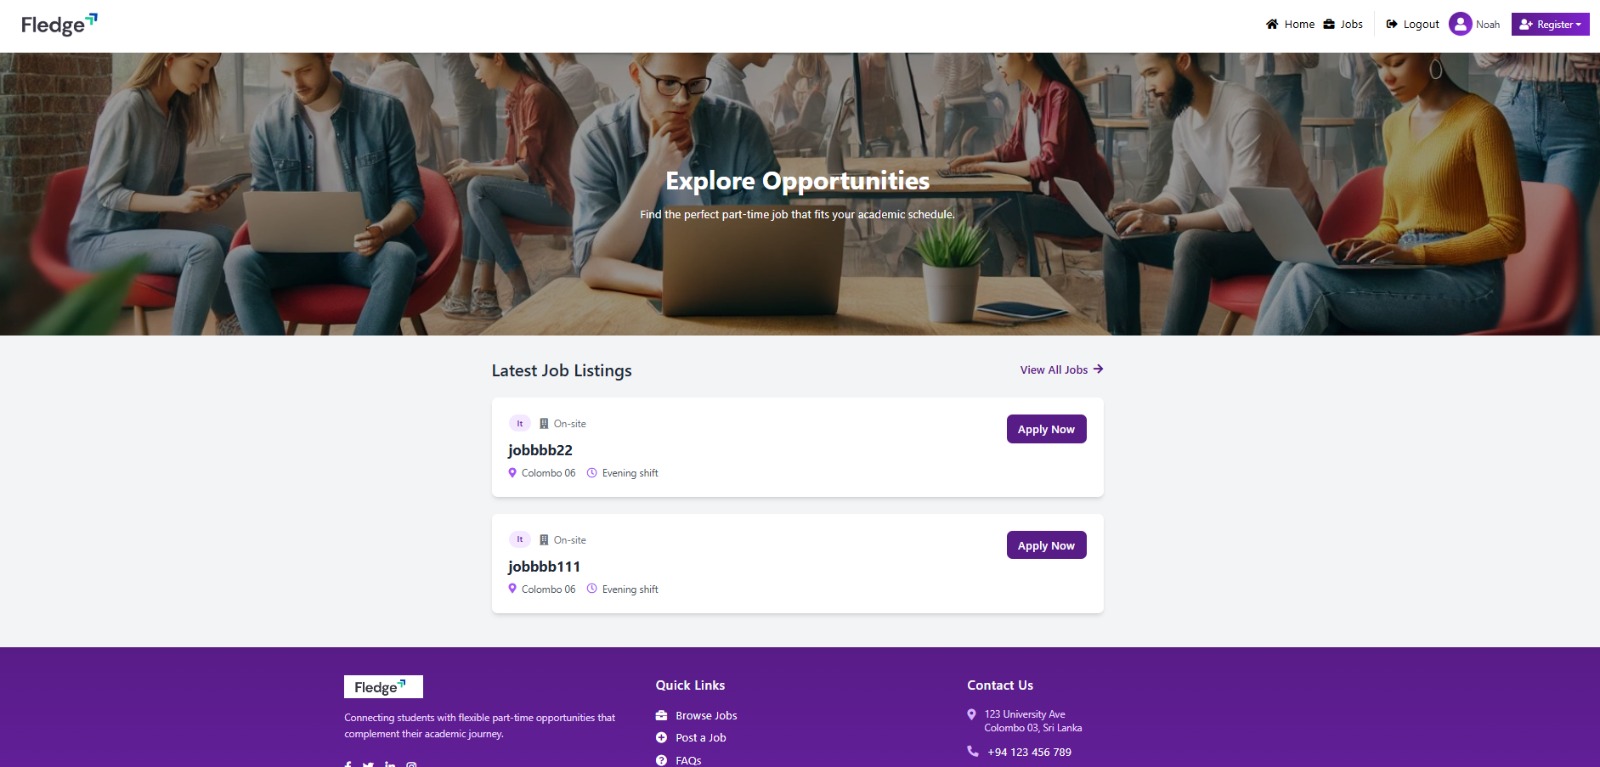 Fledge
Home
Jobs
Logout
Noah
Register
Explore Opportunities
Find the perfect part-time job that fits your academic schedule.
Latest Job Listings
View All Jobs
It
On-site
Apply Now
jobbbb22
Colombo 06
Evening shift
It
On-site
Apply Now
jobbbb111
Colombo 06
Evening shift
Fledge
Connecting students with flexible part-time opportunities that
complement their academic journey.
Quick Links
Browse Jobs
Post a Job
FAQs
Contact Us
123 University Ave
Colombo 03, Sri Lanka
+94 123 456 789